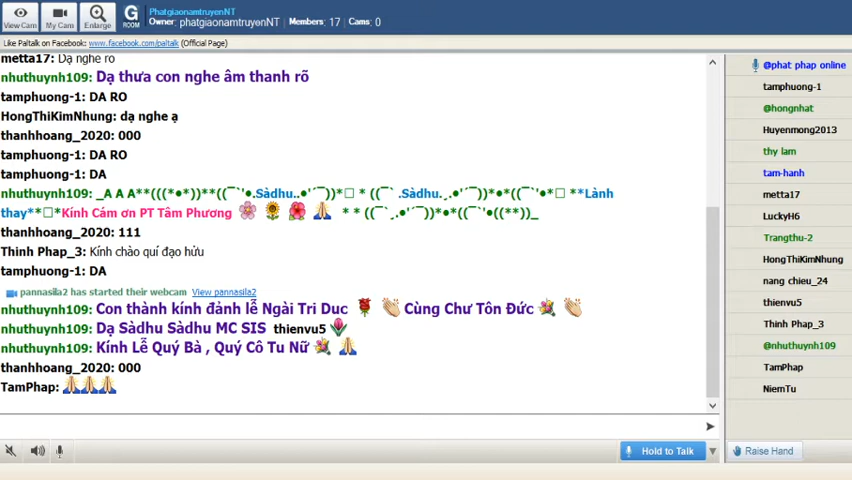 PhatgiaonamtruyenNT
Owner: phatgiaonamtruyenNT Members: 17 Cams: 0
View Cam My Cam Enlarge G ROOM
Like Paltalk on Facebook: www.facebook.com/paltalk (Official Page)
metta17: Dạ nghe ro
nhuthuynh109: Dạ thưa con nghe âm thanh rõ
tamphuong-1: DA RO
HongThiKimNhung: dạ nghe ạ
thanhhoang_2020: 000
tamphuong-1: DA RO
tamphuong-1: DA
nhuthuynh109: _A A A**(((*•*))**((¯`'•.Sàdhu..•'´¯))*□ * ((¯`.Sàdhu.¸.•'´¯))*•*((¯`'•*□ **Lành
thay**□*Kính Cám ơn PT Tâm Phương 🌸 🌻 🌺 🙏 * * ((¯`¸.•'´¯))*•*((¯`'•((**))_
thanhhoang_2020: 111
Thinh Phap_3: Kính chào quí đạo hửu
tamphuong-1: DA
pannasila2 has started their webcam View pannasila2
nhuthuynh109: Con thành kính đảnh lễ Ngài Tri Duc 🌹 👏 Cùng Chư Tôn Đức 💐 👏
nhuthuynh109: Dạ Sàdhu Sàdhu MC SIS thienvu5 🌷
nhuthuynh109: Kính Lễ Quý Bà , Quý Cô Tu Nữ 💐 🙏
thanhhoang_2020: 000
TamPhap: 🙏🙏🙏
Hold to Talk
@phat phap online
tamphuong-1
@hongnhat
Huyenmong2013
thy lam
tam-hanh
metta17
LuckyH6
Trangthu-2
HongThiKimNhung
nang chieu_24
thienvu5
Thinh Phap_3
@nhuthuynh109
TamPhap
NiemTu
Raise Hand